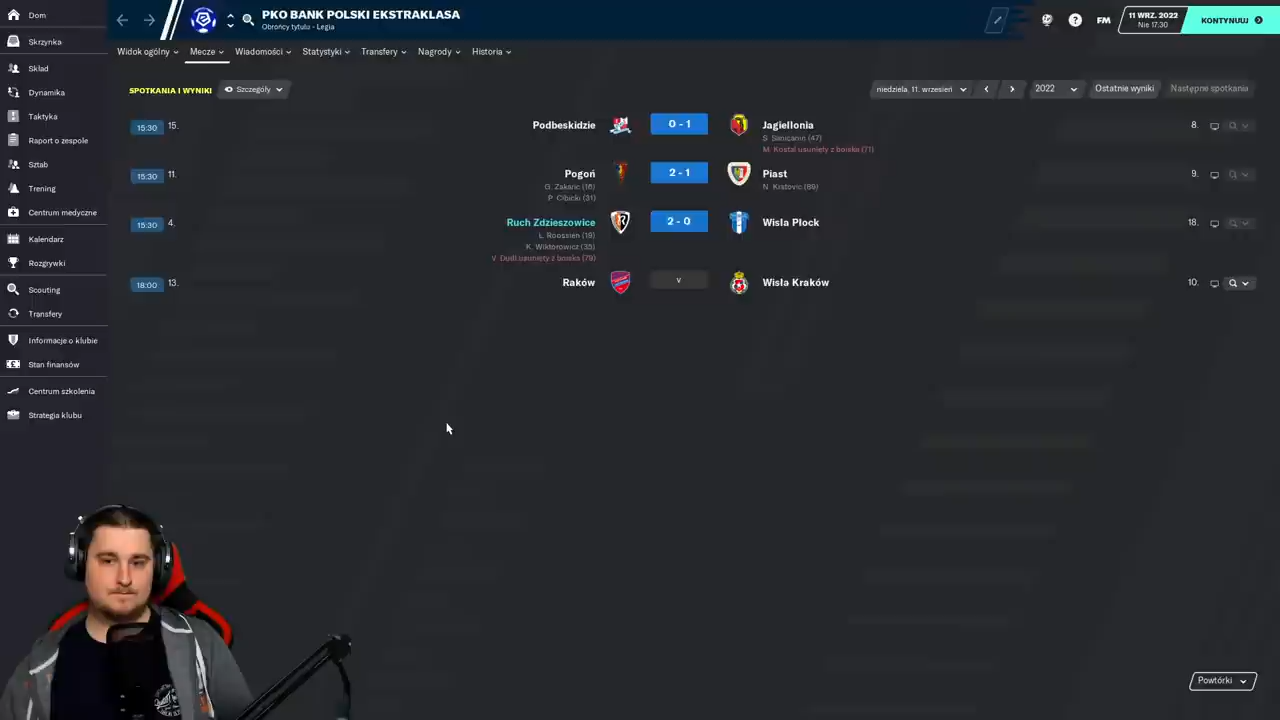 Dom
Skrzynka
Skład
Dynamika
Taktyka
Raport o zespole
Sztab
Trening
Centrum medyczne
Kalendarz
Rozgrywki
Scouting
Transfery
Informacje o klubie
Stan finansów
Centrum szkolenia
Strategia klubu
PKO BANK POLSKI EKSTRAKLASA
Obrońcy tytułu - Legia
FM
11 WRZ. 2022
Nie 17:30
KONTYNUUJ
Widok ogólny
Mecze
Wiadomości
Statystyki
Transfery
Nagrody
Historia
SPOTKANIA I WYNIKI
Szczegóły
niedziela, 11. wrzesień
2022
Ostatnie wyniki
Następne spotkania
15:30 15. Podbeskidzie 0 - 1 Jagiellonia 8.
(47)
M. Kostal usunięty z boiska (71)
15:30 11. Pogoń 2 - 1 Piast 9.
G. Zakaric (16) N. Kratovic (89)
P. Cibicki (31)
15:30 4. Ruch Zdzieszowice 2 - 0 Wisła Płock 18.
L. Roossien (19)
K. Wiktorowicz (35)
V. Dudl usunięty z boiska (79)
18:00 13. Raków v Wisła Kraków 10.
Powtórki